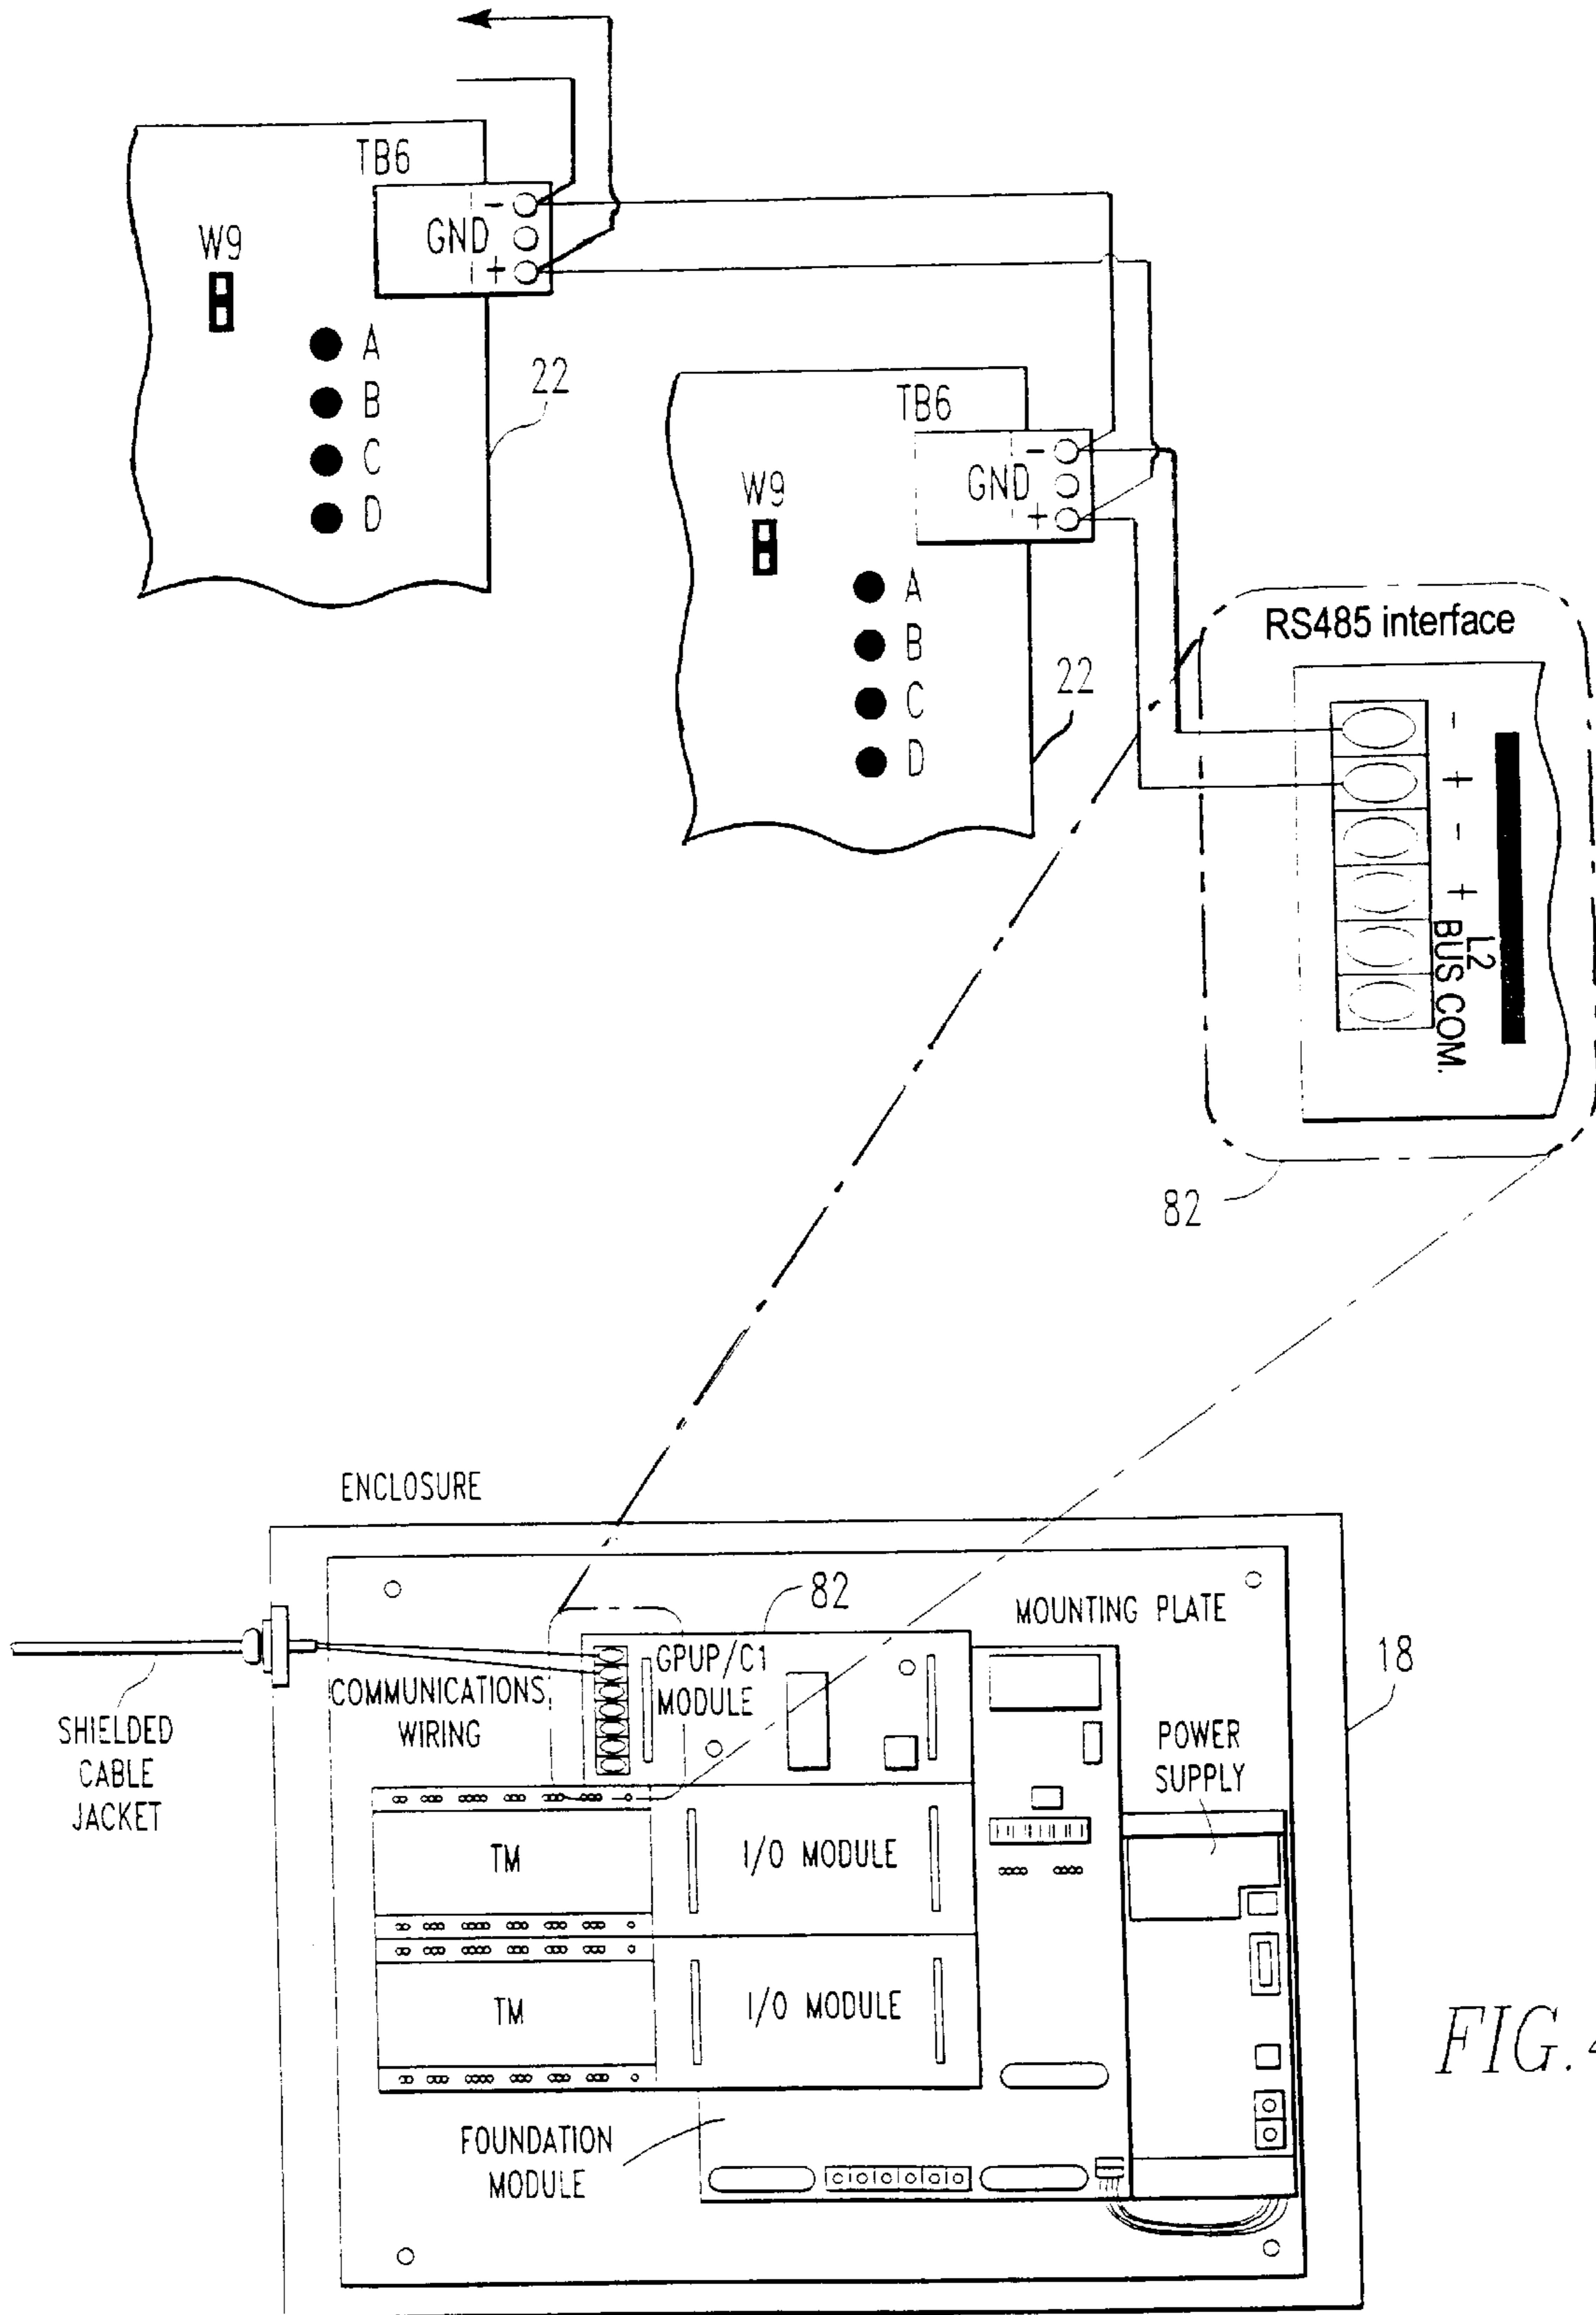 TB6
-
GND
+
W9
A
B
C
D
22
TB6
-
GND
+
W9
A
B
C
D
22
RS485 interface
-
+
-
+
L2
BUS COM.
82
ENCLOSURE
82
MOUNTING PLATE
18
GPUP/C1
MODULE
COMMUNICATIONS
WIRING
SHIELDED
CABLE
JACKET
POWER
SUPPLY
TM
I/O MODULE
TM
I/O MODULE
FOUNDATION
MODULE
FIG. 4